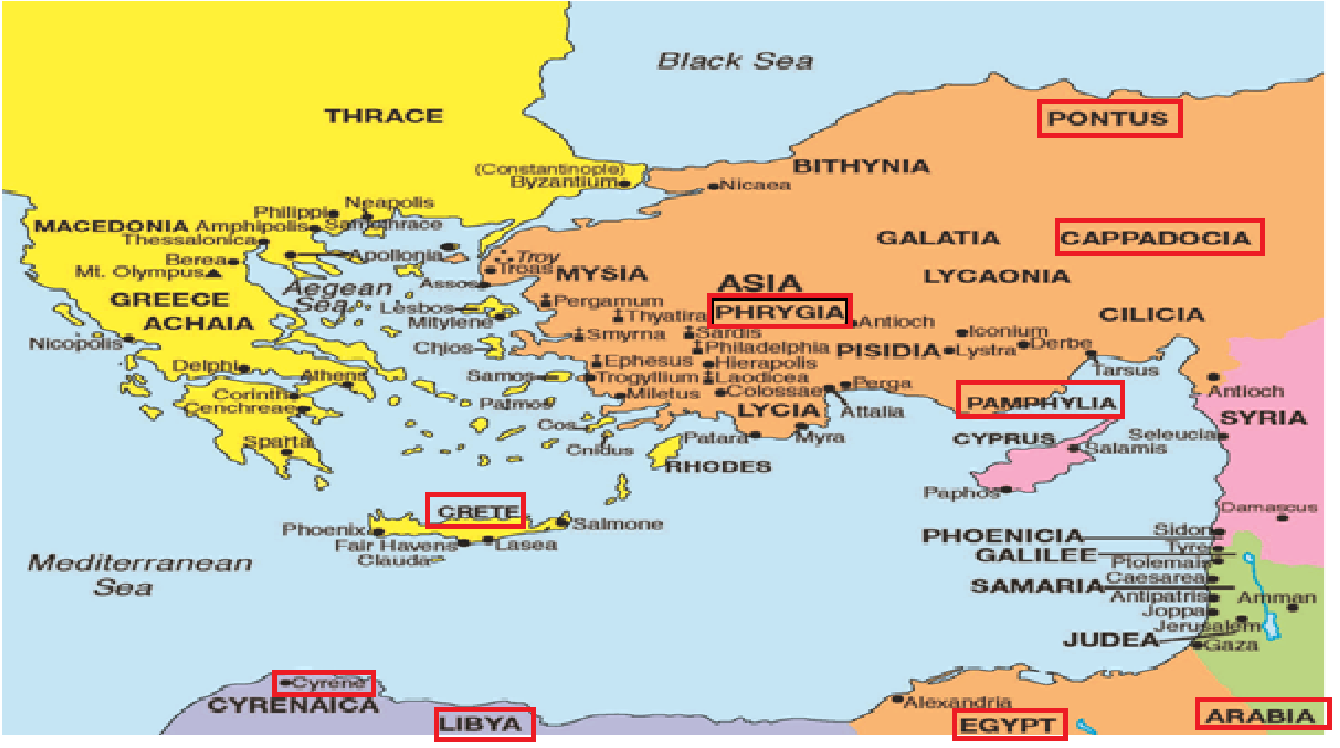 Black Sea
THRACE
PONTUS
(Constantinople)
Byzantium
BITHYNIA
Nicaea
Neapolis
Philippi
MACEDONIA
Amphipolis
Samothrace
Thessalonica
GALATIA
CAPPADOCIA
Apollonia
Berea
Mt. Olympus
Troy
Troas
MYSIA
ASIA
LYCAONIA
Assos
Aegean
Sea
GREECE
Lesbos
Mitylene
Pergamum
Thyatira
PHRYGIA
Antioch
CILICIA
ACHAIA
Smyrna
Sardis
Iconium
Nicopolis
Chios
Philadelphia
PISIDIA
Lystra
Derbe
Delphi
Athens
Ephesus
Hierapolis
Tarsus
Samos
Trogyllium
Laodicea
Perga
Antioch
Corinth
Cenchreae
Patmos
Miletus
Colossae
LYCIA
Attalia
PAMPHYLIA
SYRIA
Sparta
Cos
Cnidus
Patara
Myra
CYPRUS
Salamis
Seleucia
RHODES
Paphos
CRETE
Damascus
Phoenix
Salmone
Fair Havens
Lasea
Clauda
PHOENICIA
Sidon
Tyre
GALILEE
Ptolemais
Mediterranean
Sea
SAMARIA
Caesarea
Antipatris
Amman
Joppa
Jerusalem
JUDEA
Gaza
Cyrene
CYRENAICA
LIBYA
Alexandria
EGYPT
ARABIA